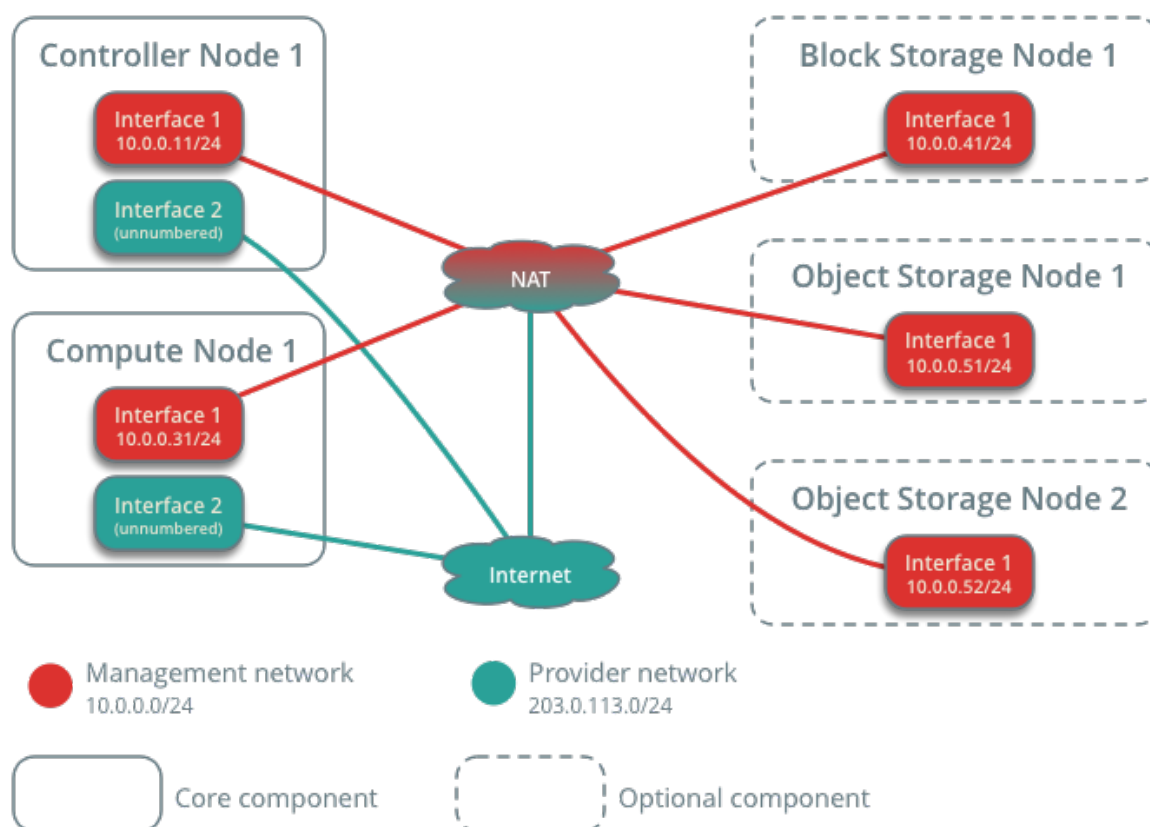 Controller Node 1
Interface 1
10.0.0.11/24
Interface 2
(unnumbered)
Compute Node 1
Interface 1
10.0.0.31/24
Interface 2
(unnumbered)
NAT
Internet
Block Storage Node 1
Interface 1
10.0.0.41/24
Object Storage Node 1
Interface 1
10.0.0.51/24
Object Storage Node 2
Interface 1
10.0.0.52/24
Management network
10.0.0.0/24
Provider network
203.0.113.0/24
Core component
Optional component